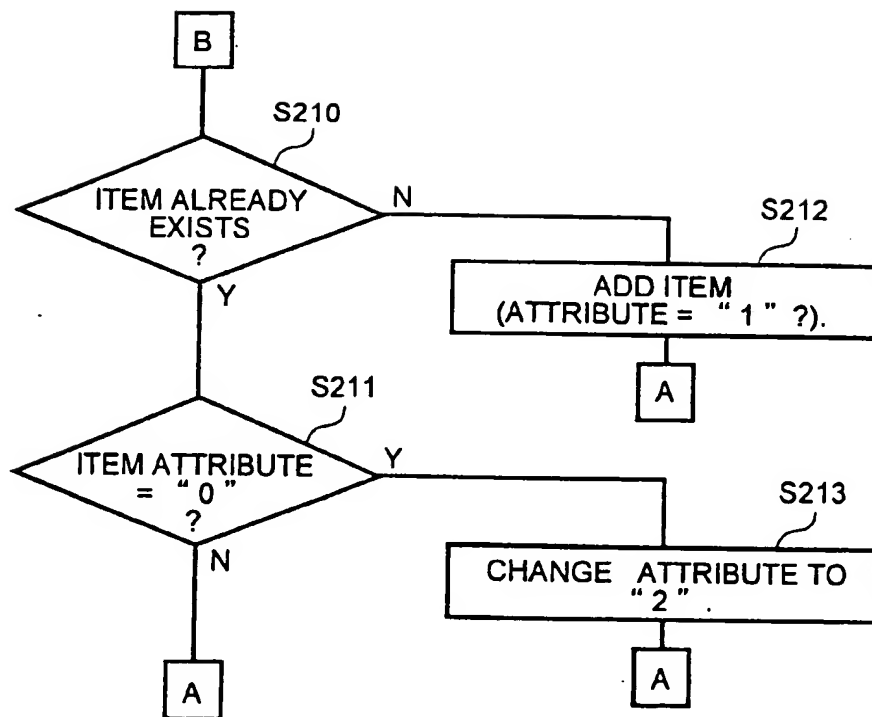 B
S210
ITEM ALREADY
EXISTS
?
N
Y
S212
ADD ITEM
(ATTRIBUTE = “ 1 ” ?).
A
S211
ITEM ATTRIBUTE
= “ 0 ”
?
Y
N
S213
CHANGE ATTRIBUTE TO
“ 2 ” .
A
A